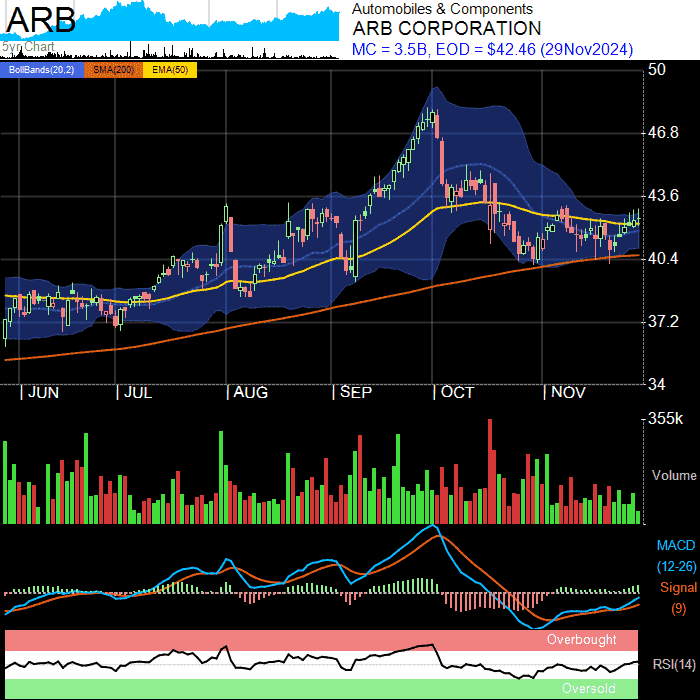 ARB
5yr Chart
Automobiles & Components
ARB CORPORATION
MC = 3.5B, EOD = $42.46 (29Nov2024)
BollBands(20,2) SMA(200) EMA(50)
50
46.8
43.6
40.4
37.2
34
JUN JUL AUG SEP OCT NOV
355k
Volume
MACD
(12-26)
Signal
(9)
Overbought
RSI(14)
Oversold